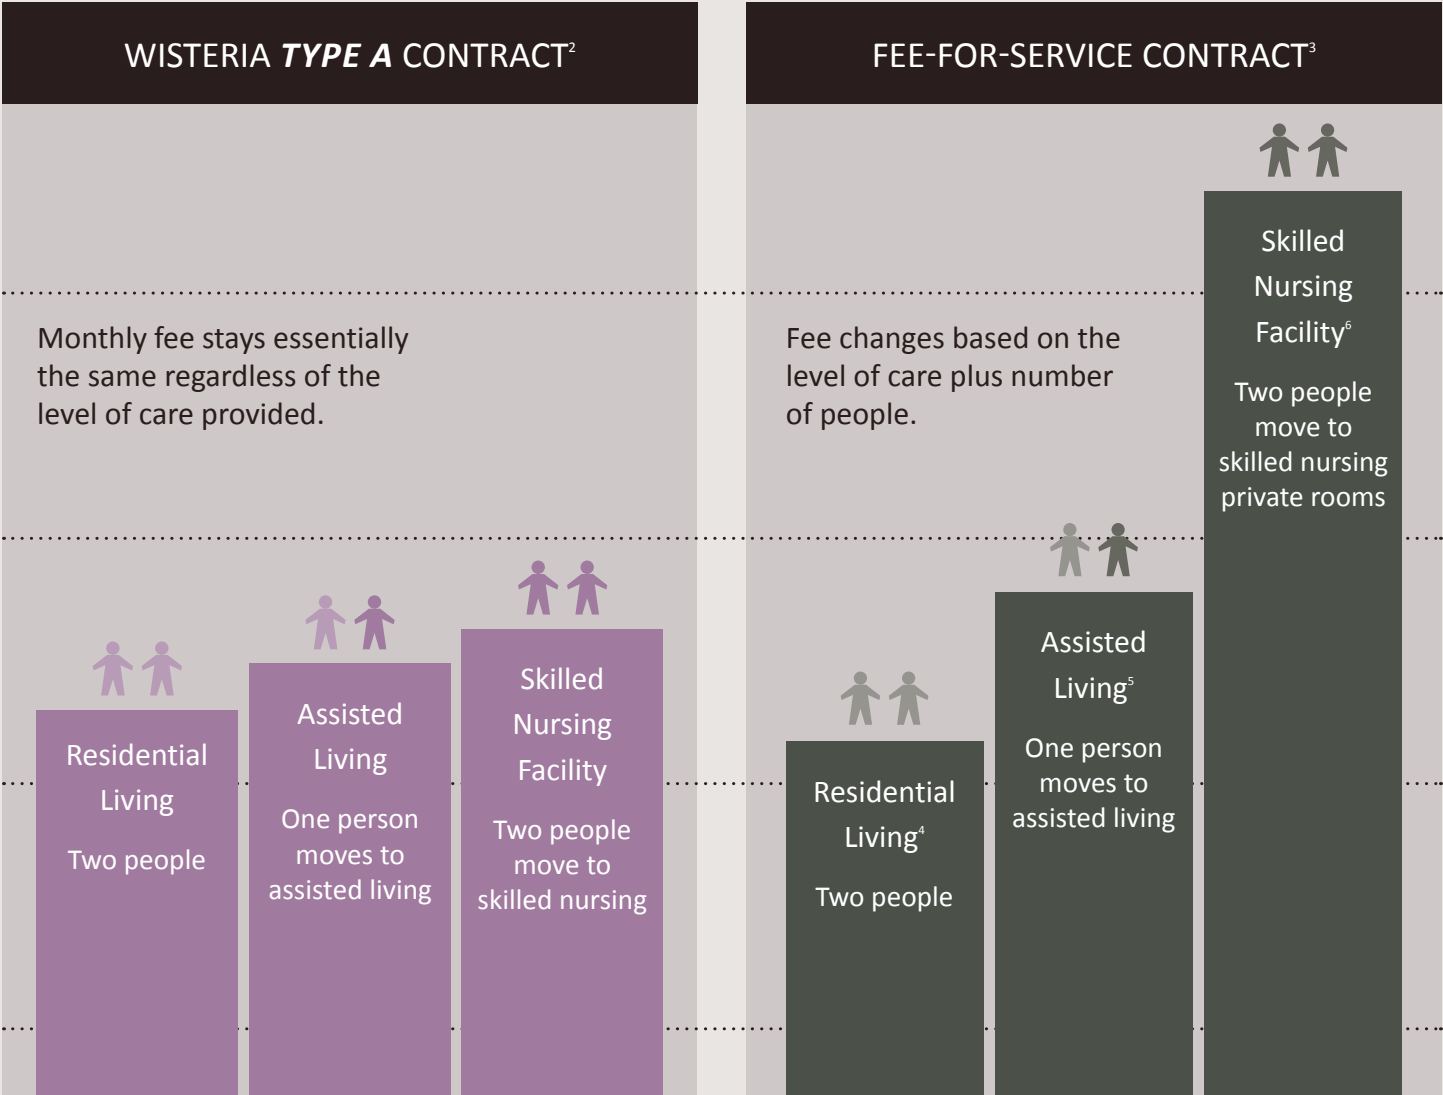 WISTERIA TYPE A CONTRACT²
Monthly fee stays essentially
the same regardless of the
level of care provided.
Residential
Living
Two people
Assisted
Living
One person
moves to
assisted living
Skilled
Nursing
Facility
Two people
move to
skilled nursing
FEE-FOR-SERVICE CONTRACT³
Fee changes based on the
level of care plus number
of people.
Residential
Living⁴
Two people
Assisted
Living⁵
One person
moves to
assisted living
Skilled
Nursing
Facility⁶
Two people
move to
skilled nursing
private rooms